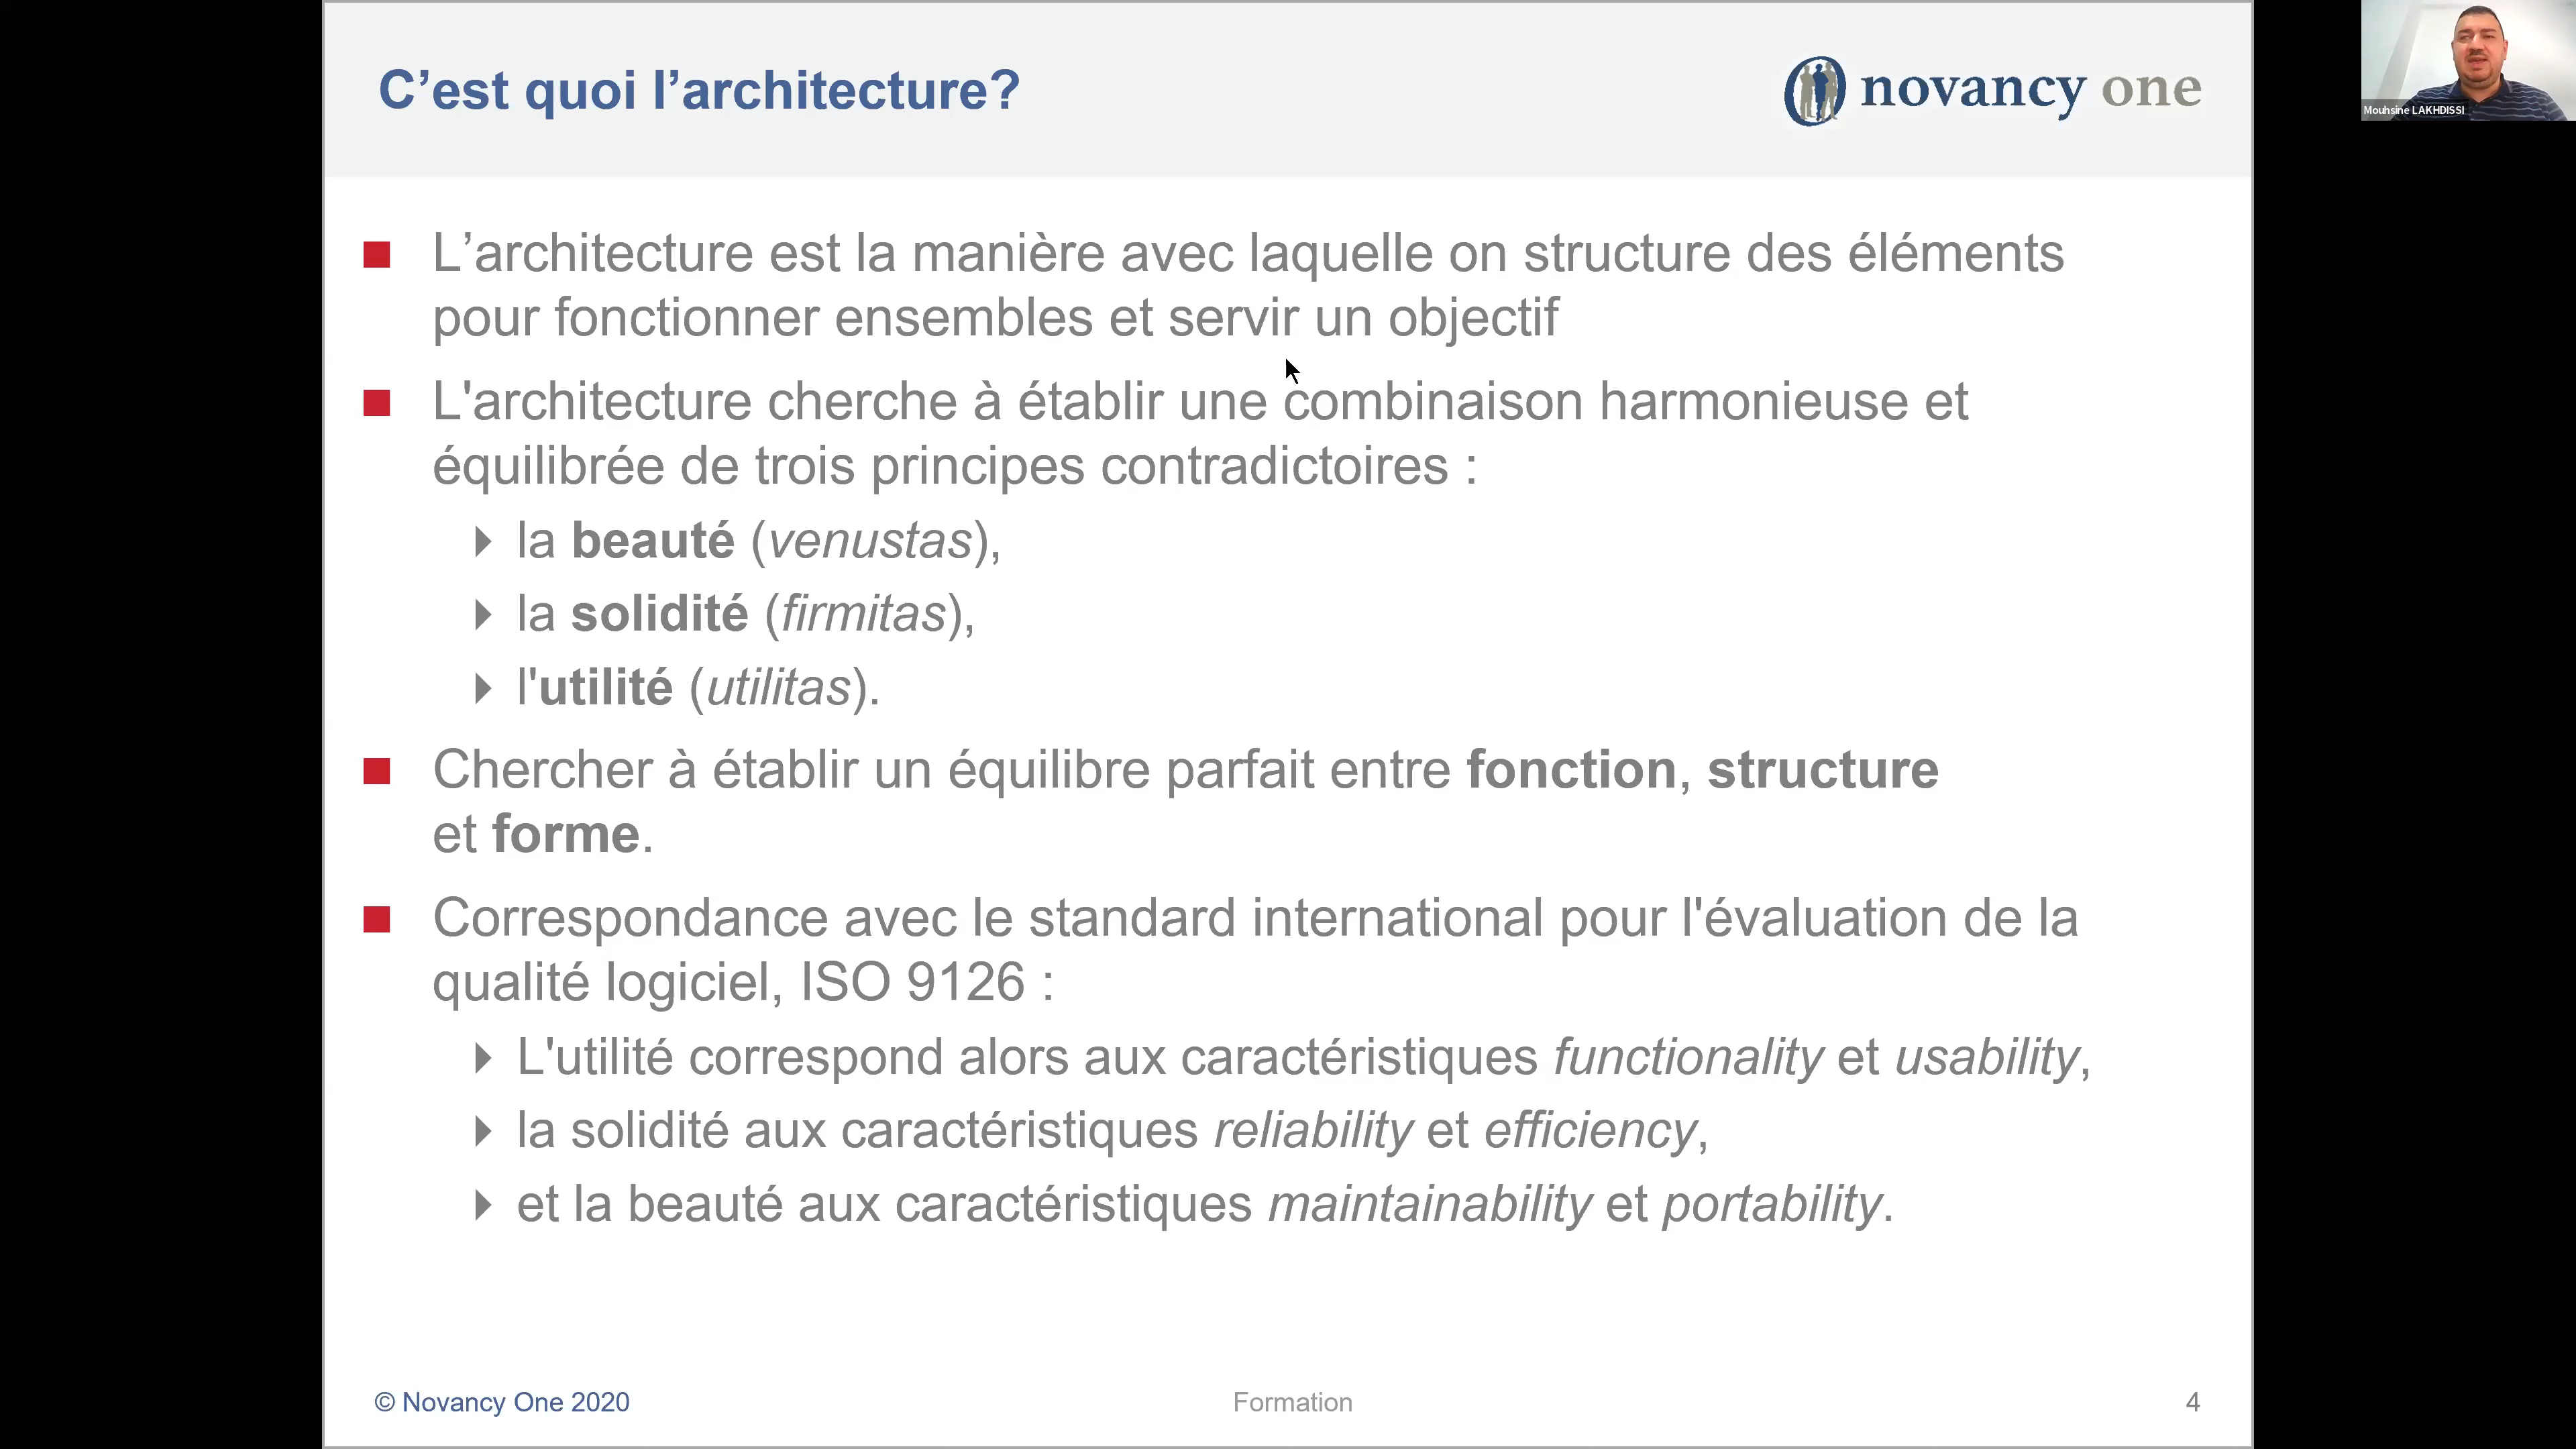 C’est quoi l’architecture?
novancy one
Mouhsine LAKHDISSI
L’architecture est la manière avec laquelle on structure des éléments
pour fonctionner ensembles et servir un objectif
L'architecture cherche à établir une combinaison harmonieuse et
équilibrée de trois principes contradictoires :
la beauté (venustas),
la solidité (firmitas),
l'utilité (utilitas).
Chercher à établir un équilibre parfait entre fonction, structure
et forme.
Correspondance avec le standard international pour l'évaluation de la
qualité logiciel, ISO 9126 :
L'utilité correspond alors aux caractéristiques functionality et usability,
la solidité aux caractéristiques reliability et efficiency,
et la beauté aux caractéristiques maintainability et portability.
© Novancy One 2020
Formation
4